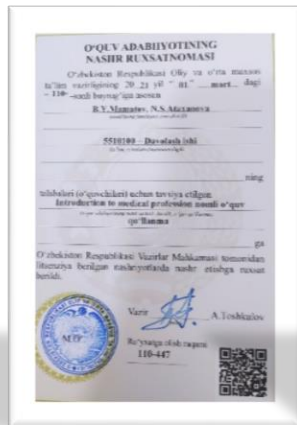 O'QUV ADABIYOTINING
NASHR RUXSATNOMASI
O'zbekiston Respublikasi Oliy va o'rta maxsus
ta'lim vazirligining 20 21 yil " 01 " mart dagi
110 -sonli buyrug'iga asosan
5510100 – Davolash ishi
ning
talabalari (o'quvchilari) uchun tavsiya etilgan
Introduction to medical profession nomli o'quv
qo'llanma
ga
O'zbekiston Respublikasi Vazirlar Mahkamasi tomonidan
litsenziya berilgan nashriyotlarda nashr etishga ruxsat
berildi.
Vazir
M.O'.
Ro'yxatga olish raqami
110-447